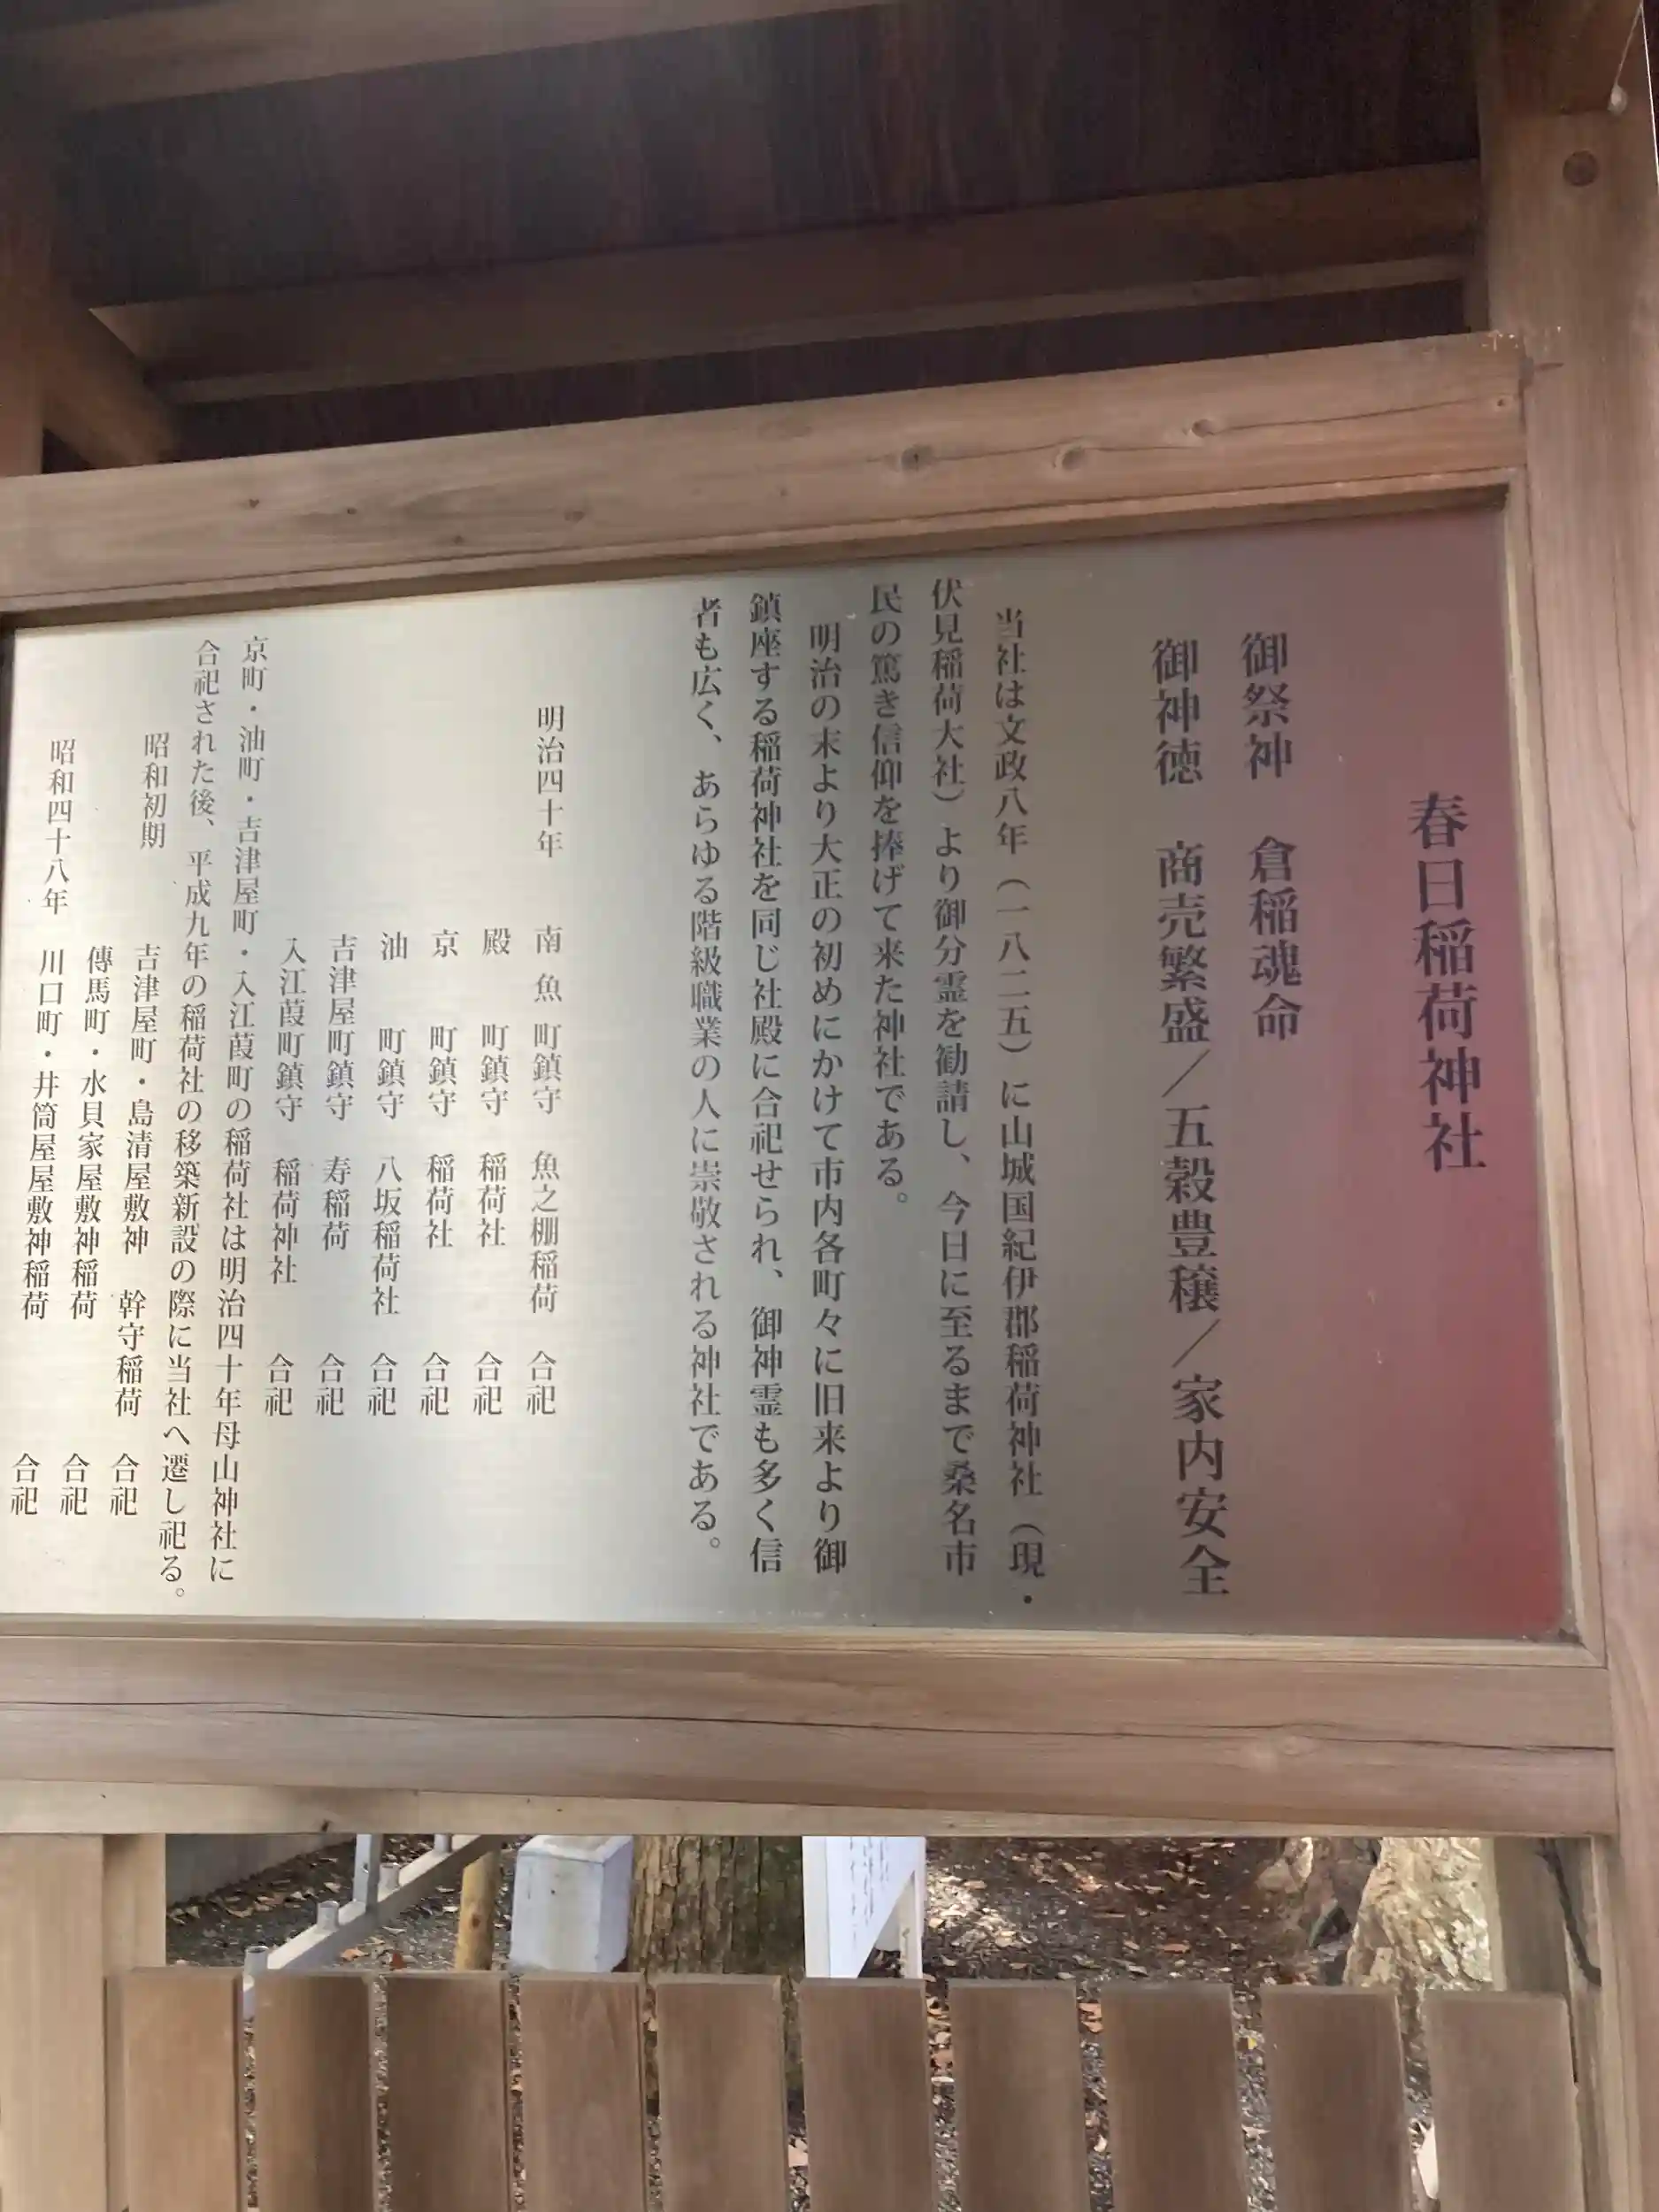 春日稲荷神社
御祭神　倉稲魂命
御神徳　商売繁盛／五穀豊穣／家内安全
当社は文政八年（一八二五）に山城国紀伊郡稲荷神社（現・
伏見稲荷大社）より御分霊を勧請し、今日に至るまで桑名市
民の篤き信仰を捧げて来た神社である。
明治の末より大正の初めにかけて市内各町々に旧来より御
鎮座する稲荷神社を同じ社殿に合祀せられ、御神霊も多く信
者も広く、あらゆる階級職業の人に崇敬される神社である。
明治四十年　南魚町鎮守　魚之棚稲荷　合祀
殿町鎮守　稲荷社　合祀
京町鎮守　稲荷社　合祀
油町鎮守　八坂稲荷社　合祀
吉津屋町鎮守　寿稲荷　合祀
入江葭町鎮守　稲荷神社　合祀
京町・油町・吉津屋町・入江葭町の稲荷社は明治四十年母山神社に
合祀された後、平成九年の稲荷社の移築新設の際に当社へ遷し祀る。
昭和初期　吉津屋町・島清屋敷神　幹守稲荷　合祀
傳馬町・水貝家屋敷神稲荷　合祀
昭和四十八年　川口町・井筒屋屋敷神稲荷　合祀